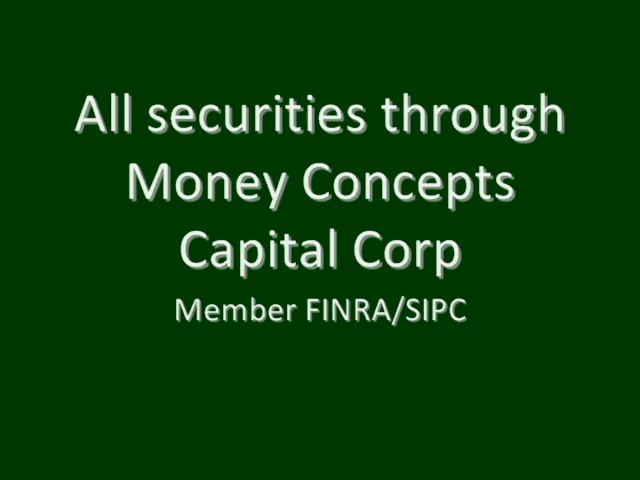 All securities through
Money Concepts
Capital Corp
Member FINRA/SIPC